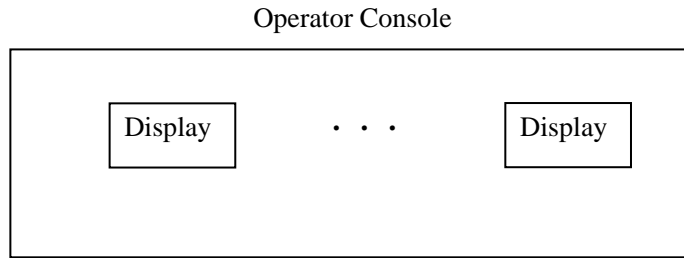 Operator Console
Display . . . Display